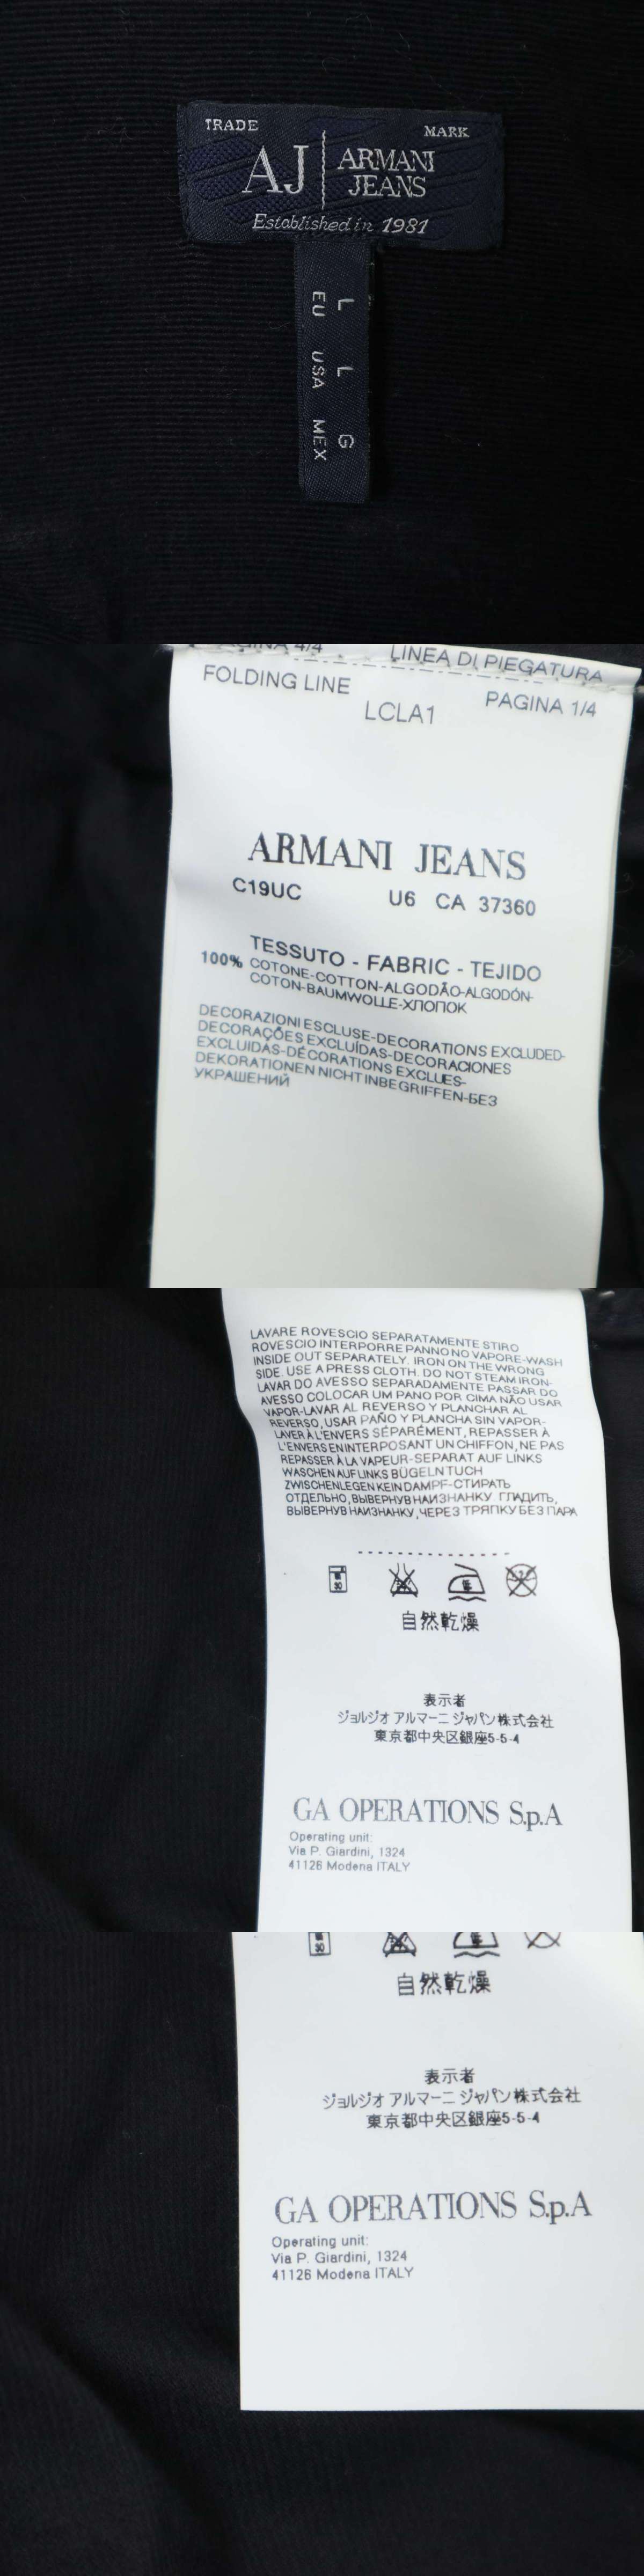 TRADE MARK
AJ ARMANI
JEANS
Established in 1981
L L G
EU USA MEX
PAGINA 4/4 LINEA DI PIEGATURA
FOLDING LINE PAGINA 1/4
LCLA1
ARMANI JEANS
C19UC U6 CA 37360
TESSUTO - FABRIC - TEJIDO
100% COTONE-COTTON-ALGODÃO-ALGODÓN-
COTON-BAUMWOLLE-ХЛОПОК
DECORAZIONI ESCLUSE-DECORATIONS EXCLUDED-
DECORAÇÕES EXCLUÍDAS-DECORACIONES
EXCLUIDAS-DÉCORATIONS EXCLUES-
DEKORATIONEN NICHT INBEGRIFFEN-БЕЗ
УКРАШЕНИЙ
LAVARE ROVESCIO SEPARATAMENTE STIRO
ROVESCIO INTERPORRE PANNO NO VAPORE-WASH
INSIDE OUT SEPARATELY. IRON ON THE WRONG
SIDE. USE A PRESS CLOTH. DO NOT STEAM IRON-
LAVAR DO AVESSO SEPARADAMENTE PASSAR DO
AVESSO COLOCAR UM PANO POR CIMA NÃO USAR
VAPOR-LAVAR AL REVERSO Y PLANCHAR AL
REVERSO, USAR PAÑO Y PLANCHA SIN VAPOR-
LAVER À L'ENVERS SÉPARÉMENT, REPASSER À
L'ENVERS EN INTERPOSANT UN CHIFFON, NE PAS
REPASSER À LA VAPEUR-SEPARAT AUF LINKS
WASCHEN AUF LINKS BÜGELN TUCH
ZWISCHENLEGEN KEIN DAMPF-СТИРАТЬ
ОТДЕЛЬНО, ВЫВЕРНУВ НАИЗНАНКУ ГЛАДИТЬ,
ВЫВЕРНУВ НАИЗНАНКУ, ЧЕРЕЗ ТРЯПКУ БЕЗ ПАРА
30
自然乾燥
表示者
ジョルジオ アルマーニ ジャパン株式会社
東京都中央区銀座5-5-4
GA OPERATIONS S.p.A
Operating unit:
Via P. Giardini, 1324
41126 Modena ITALY
30
自然乾燥
表示者
ジョルジオ アルマーニ ジャパン株式会社
東京都中央区銀座5-5-4
GA OPERATIONS S.p.A
Operating unit:
Via P. Giardini, 1324
41126 Modena ITALY